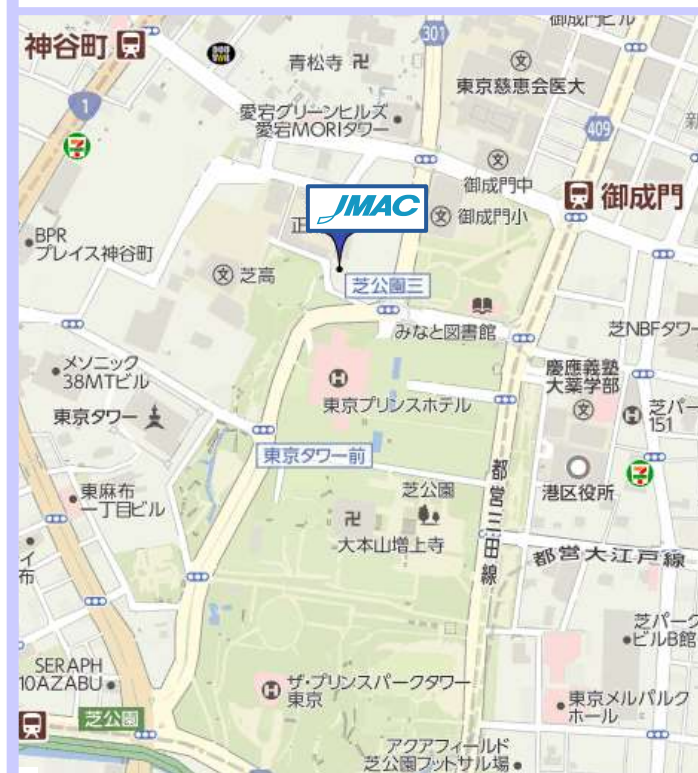 御成門ビル
神谷町
301
青松寺
東京慈恵会医大
1
愛宕グリーンヒルズ
愛宕MORIタワー
409
新
御成門中
JMAC
御成門
正
御成門小
BPR
プレイス神谷町
芝高
芝公園三
みなと図書館
芝NBFタワー
メソニック
38MTビル
慶應義塾
大薬学部
東京プリンスホテル
芝パー
151
東京タワー
東京タワー前
都営三田線
東麻布
一丁目ビル
芝公園
港区役所
大本山増上寺
都営大江戸線
イ
布
芝パーク
ビルB館
SERAPH
10AZABU
ザ・プリンスパークタワー
東京
東京メルパルク
ホール
芝公園
アクアフィールド
芝公園フットサル場